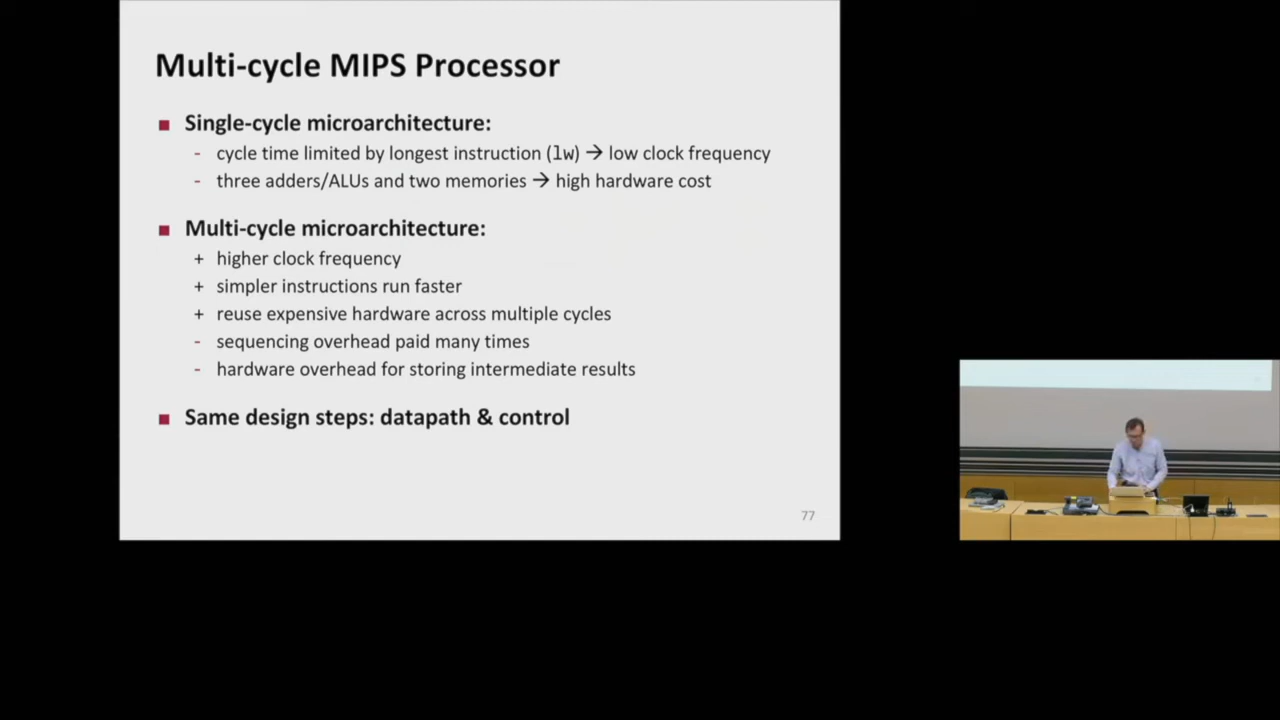 Multi-cycle MIPS Processor
■ Single-cycle microarchitecture:
- cycle time limited by longest instruction (lw) → low clock frequency
- three adders/ALUs and two memories → high hardware cost
■ Multi-cycle microarchitecture:
+ higher clock frequency
+ simpler instructions run faster
+ reuse expensive hardware across multiple cycles
- sequencing overhead paid many times
- hardware overhead for storing intermediate results
■ Same design steps: datapath & control
77